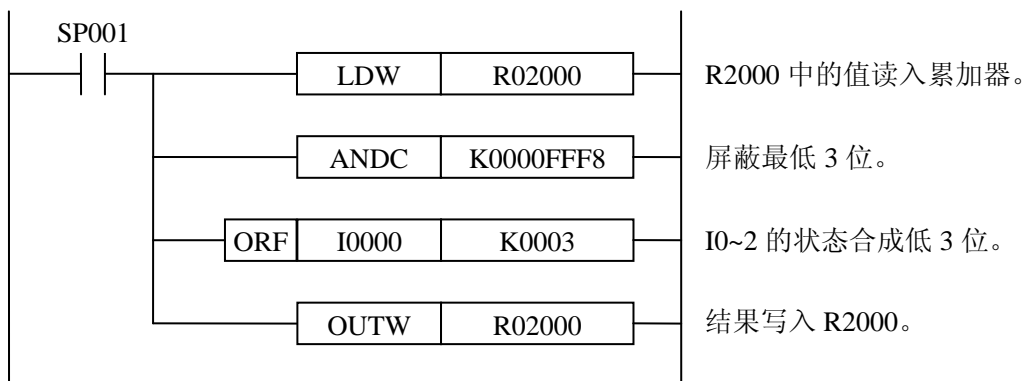 SP001
LDW R02000 R2000 中的值读入累加器。
ANDC K0000FFF8 屏蔽最低 3 位。
ORF I0000 K0003 I0~2 的状态合成低 3 位。
OUTW R02000 结果写入 R2000。